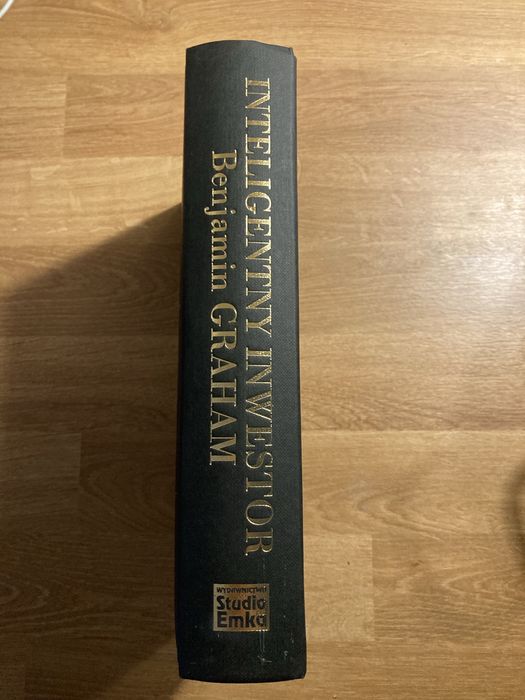 INTELIGENTNY INWESTOR
Benjamin GRAHAM
WYDAWNICTWO
Studio
Emka